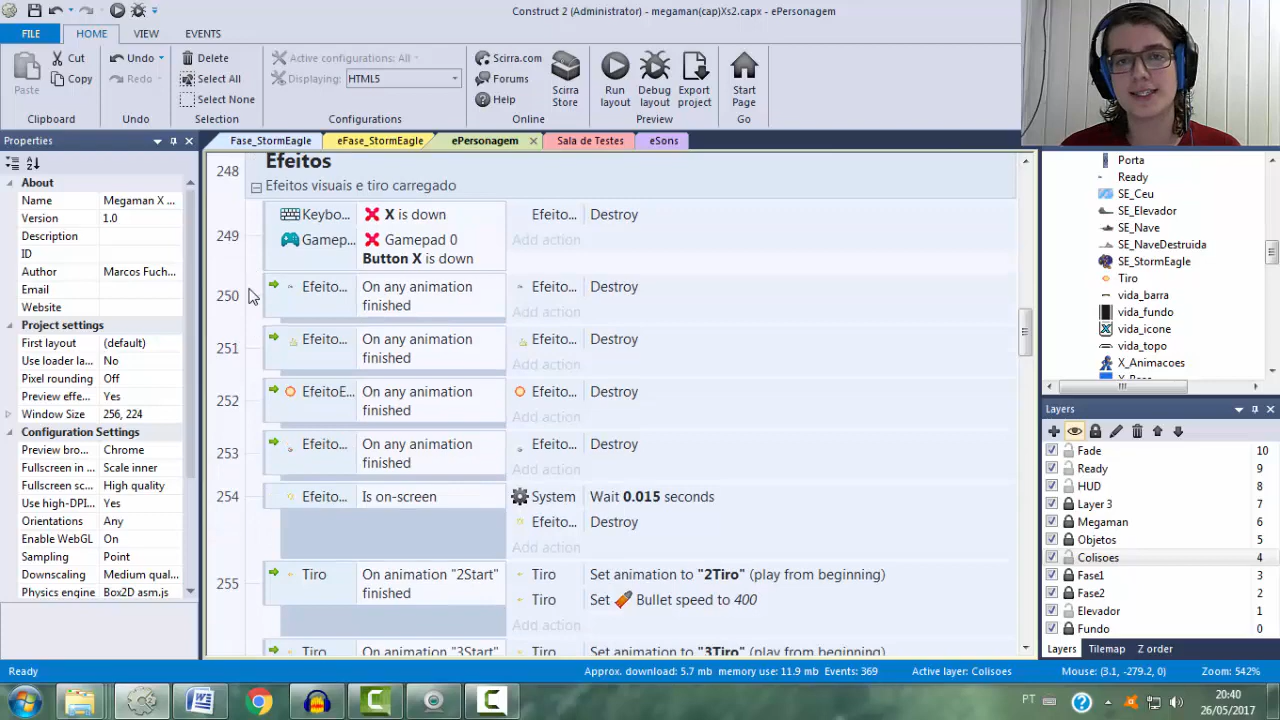 Construct 2 (Administrator) - megaman(cap)Xs2.capx - ePersonagem
FILE HOME VIEW EVENTS
Paste
Cut
Copy
Clipboard
Undo
Redo
Undo
Delete
Select All
Select None
Selection
Active configurations: All
Displaying: HTML5
Configurations
Scirra.com
Forums
Help
Scirra Store
Online
Run layout
Debug layout
Export project
Preview
Start Page
Go
Properties
About
Name Megaman X ...
Version 1.0
Description
ID
Author Marcos Fuch...
Email
Website
Project settings
First layout (default)
Use loader la... No
Pixel rounding Off
Preview effe... Yes
Window Size 256, 224
Configuration Settings
Preview bro... Chrome
Fullscreen in ... Scale inner
Fullscreen sc... High quality
Use high-DPI... Yes
Orientations Any
Enable WebGL On
Sampling Point
Downscaling Medium qual...
Physics engine Box2D asm.js
Fase_StormEagle eFase_StormEagle ePersonagem Sala de Testes eSons
248 Efeitos
Efeitos visuais e tiro carregado
249 Keybo... X is down Efeito... Destroy
Gamep... Gamepad 0 Button X is down Add action
250 Efeito... On any animation finished Efeito... Destroy
Add action
251 Efeito... On any animation finished Efeito... Destroy
Add action
252 EfeitoE... On any animation finished Efeito... Destroy
Add action
253 Efeito... On any animation finished Efeito... Destroy
Add action
254 Efeito... Is on-screen System Wait 0.015 seconds
Efeito... Destroy
Add action
255 Tiro On animation "2Start" finished Tiro Set animation to "2Tiro" (play from beginning)
Tiro Set Bullet speed to 400
Add action
Tiro On animation "3Start" Tiro Set animation to "3Tiro" (play from beginning)
Porta
Ready
SE_Ceu
SE_Elevador
SE_Nave
SE_NaveDestruida
SE_StormEagle
Tiro
vida_barra
vida_fundo
vida_icone
vida_topo
X_Animacoes
Layers
Fade 10
Ready 9
HUD 8
Layer 3 7
Megaman 6
Objetos 5
Colisoes 4
Fase1 3
Fase2 2
Elevador 1
Fundo 0
Layers Tilemap Z order
Ready
Approx. download: 5.7 mb memory use: 11.9 mb Events: 369 Active layer: Colisoes Mouse: (3.1, -279.2, 0) Zoom: 542%
PT
20:40
26/05/2017